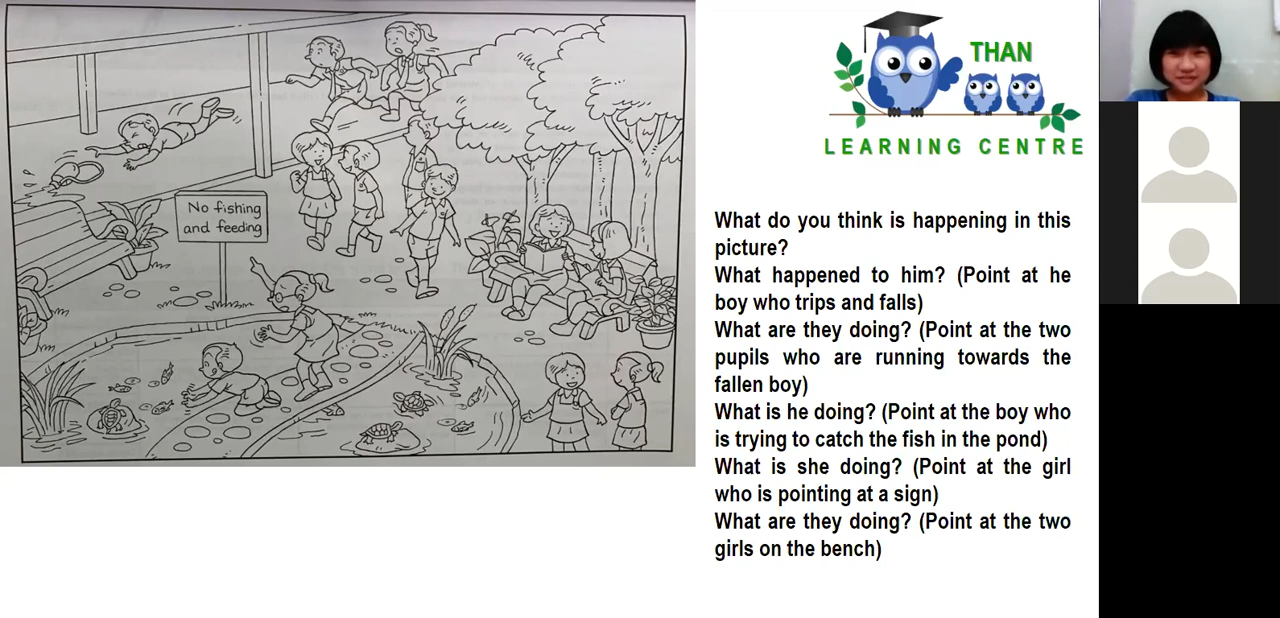 No fishing
and feeding
THAN
LEARNING CENTRE
What do you think is happening in this
picture?
What happened to him? (Point at he
boy who trips and falls)
What are they doing? (Point at the two
pupils who are running towards the
fallen boy)
What is he doing? (Point at the boy who
is trying to catch the fish in the pond)
What is she doing? (Point at the girl
who is pointing at a sign)
What are they doing? (Point at the two
girls on the bench)